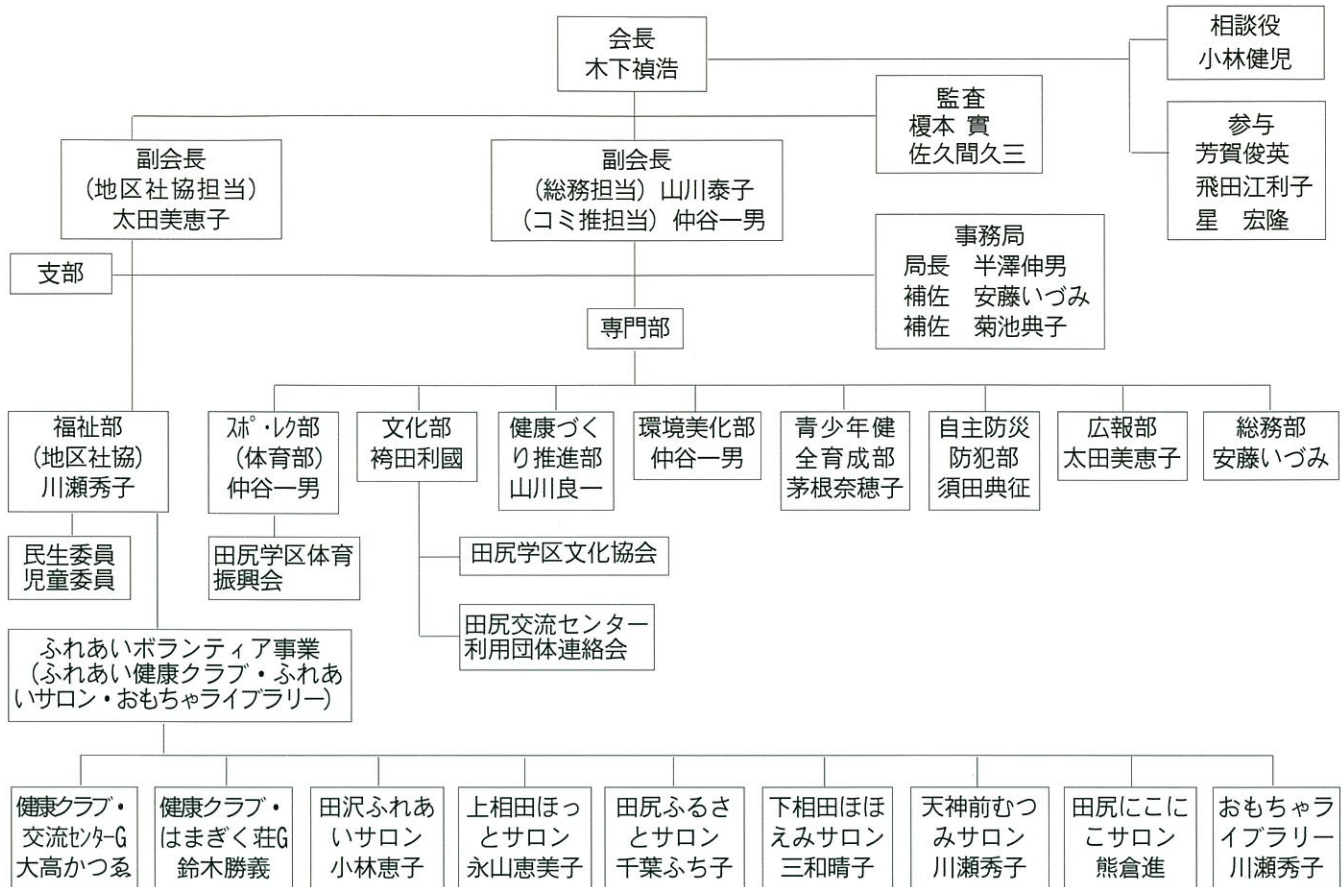 会長
木下禎浩
相談役
小林健児
監査
榎本 實
佐久間久三
参与
芳賀俊英
飛田江利子
星 宏隆
副会長
(地区社協担当)
太田美恵子
副会長
(総務担当) 山川泰子
(コミ推担当) 仲谷一男
事務局
局長 半澤伸男
補佐 安藤いづみ
補佐 菊池典子
支部
専門部
福祉部
(地区社協)
川瀬秀子
スポ・レク部
(体育部)
仲谷一男
文化部
袴田利國
健康づく
り推進部
山川良一
環境美化部
仲谷一男
青少年健
全育成部
茅根奈穂子
自主防災
防犯部
須田典征
広報部
太田美恵子
総務部
安藤いづみ
民生委員
児童委員
田尻学区体育
振興会
田尻学区文化協会
田尻交流センター
利用団体連絡会
ふれあいボランティア事業
(ふれあい健康クラブ・ふれあ
いサロン・おもちゃライブラリー)
健康クラブ・
交流センターG
大高かつゑ
健康クラブ・
はまぎく荘G
鈴木勝義
田沢ふれあ
いサロン
小林恵子
上相田ほっ
とサロン
永山恵美子
田尻ふるさ
とサロン
千葉ふち子
下相田ほほ
えみサロン
三和晴子
天神前むつ
みサロン
川瀬秀子
田尻にこに
こサロン
熊倉進
おもちゃラ
イブラリー
川瀬秀子